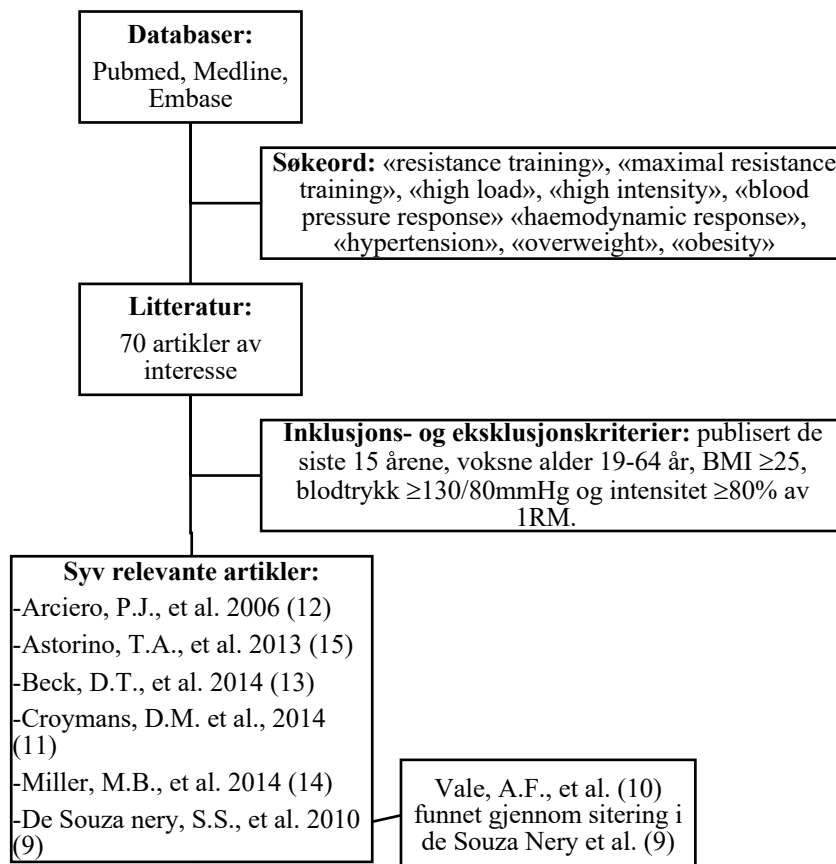 Databaser:
Pubmed, Medline,
Embase
Søkeord: «resistance training», «maximal resistance
training», «high load», «high intensity», «blood
pressure response» «haemodynamic response»,
«hypertension», «overweight», «obesity»
Litteratur:
70 artikler av
interesse
Inklusjons- og eksklusjonskriterier: publisert de
siste 15 årene, voksne alder 19-64 år, BMI ≥25,
blodtrykk ≥130/80mmHg og intensitet ≥80% av
1RM.
Syv relevante artikler:
-Arciero, P.J., et al. 2006 (12)
-Astorino, T.A., et al. 2013 (15)
-Beck, D.T., et al. 2014 (13)
-Croymans, D.M. et al., 2014
(11)
-Miller, M.B., et al. 2014 (14)
-De Souza nery, S.S., et al. 2010
(9)
Vale, A.F., et al. (10)
funnet gjennom sitering i
de Souza Nery et al. (9)